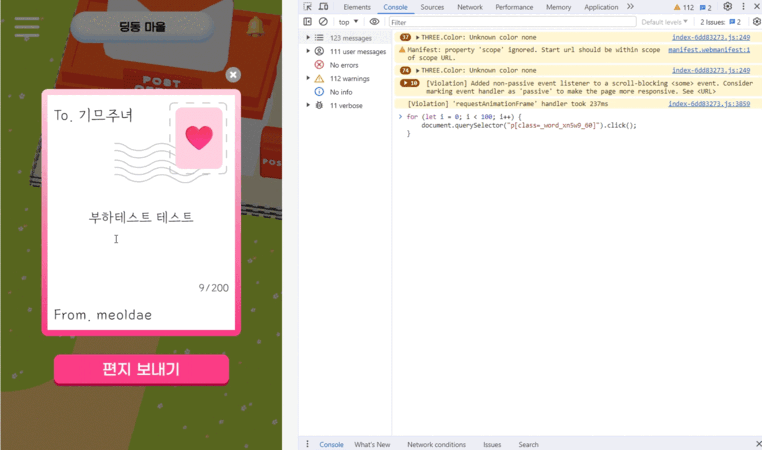 딩동 마을
POST
To. 기므주녀
부하테스트 테스트
9/200
From. meoldae
편지 보내기
Elements
Console
Sources
Network
Performance
Memory
Application
112
2
top
Filter
Default levels
2 Issues:
2
123 messages
111 user messages
No errors
112 warnings
No info
11 verbose
37 THREE.Color: Unknown color none index-6dd83273.js:249
Manifest: property 'scope' ignored. Start url should be within scope of scope URL. manifest.webmanifest:1
74 THREE.Color: Unknown color none index-6dd83273.js:249
10 [Violation] Added non-passive event listener to a scroll-blocking <some> event. Consider
marking event handler as 'passive' to make the page more responsive. See <URL>
[Violation] 'requestAnimationFrame' handler took 237ms index-6dd83273.js:3859
for (let i = 0; i < 100; i++) {
document.querySelector("p[class=_word_xn5w9_60]").click();
}
Console
What's New
Network conditions
Issues
Search